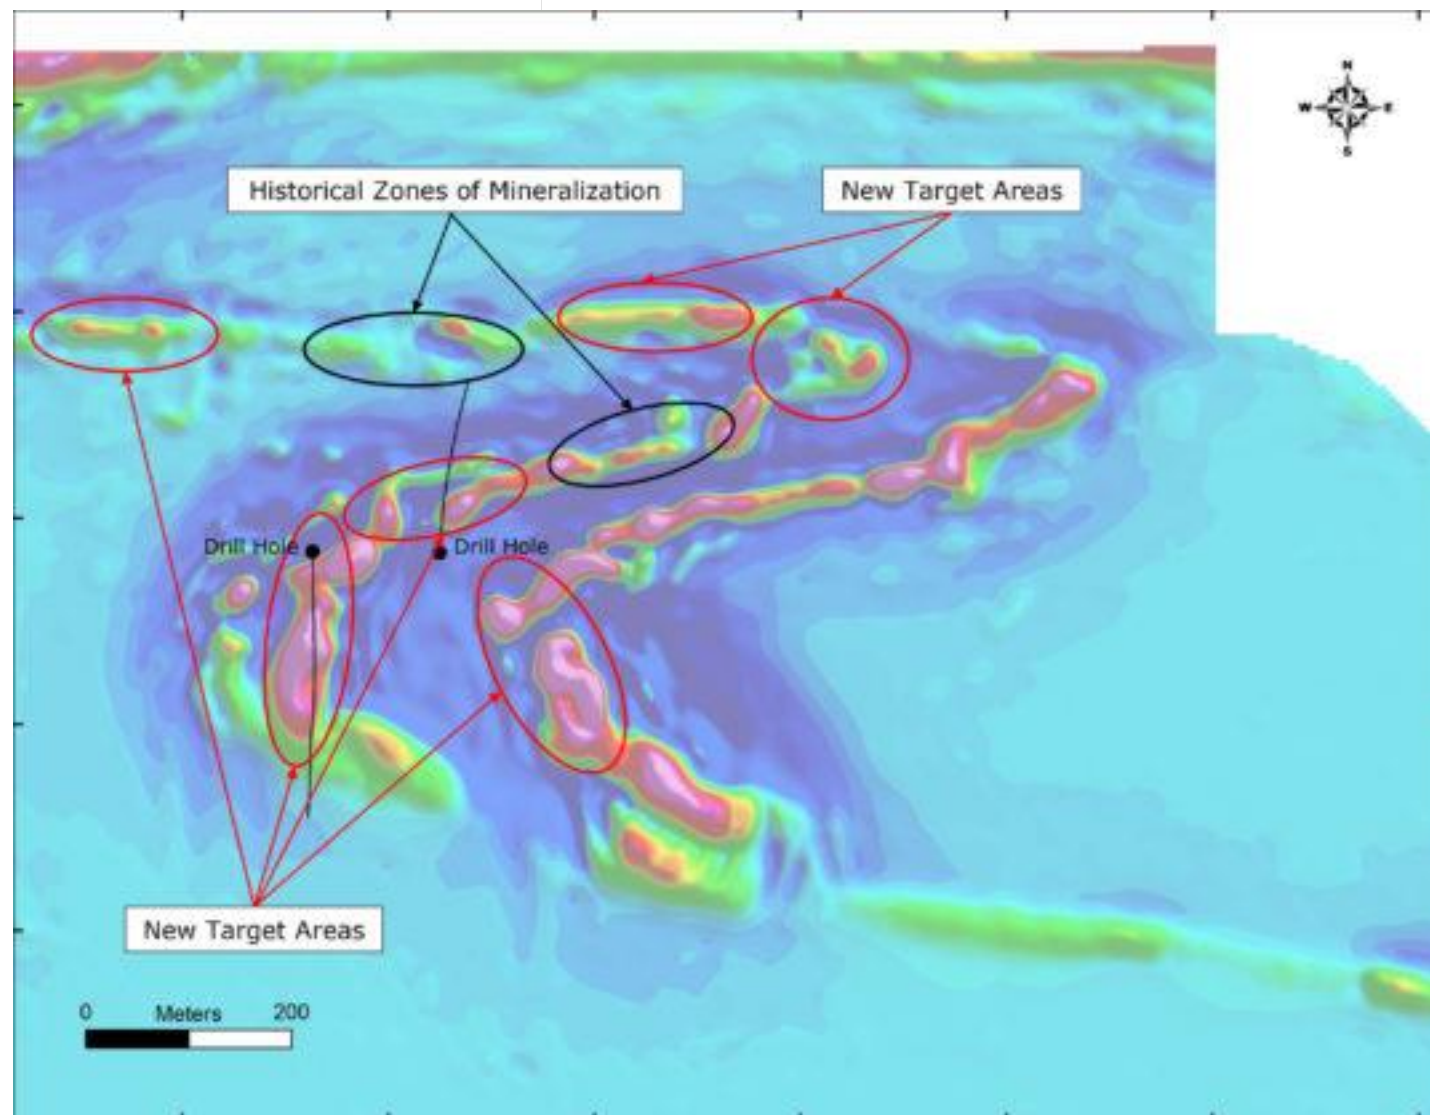 N
W E
S
Historical Zones of Mineralization
New Target Areas
Drill Hole
Drill Hole
New Target Areas
0 Meters 200